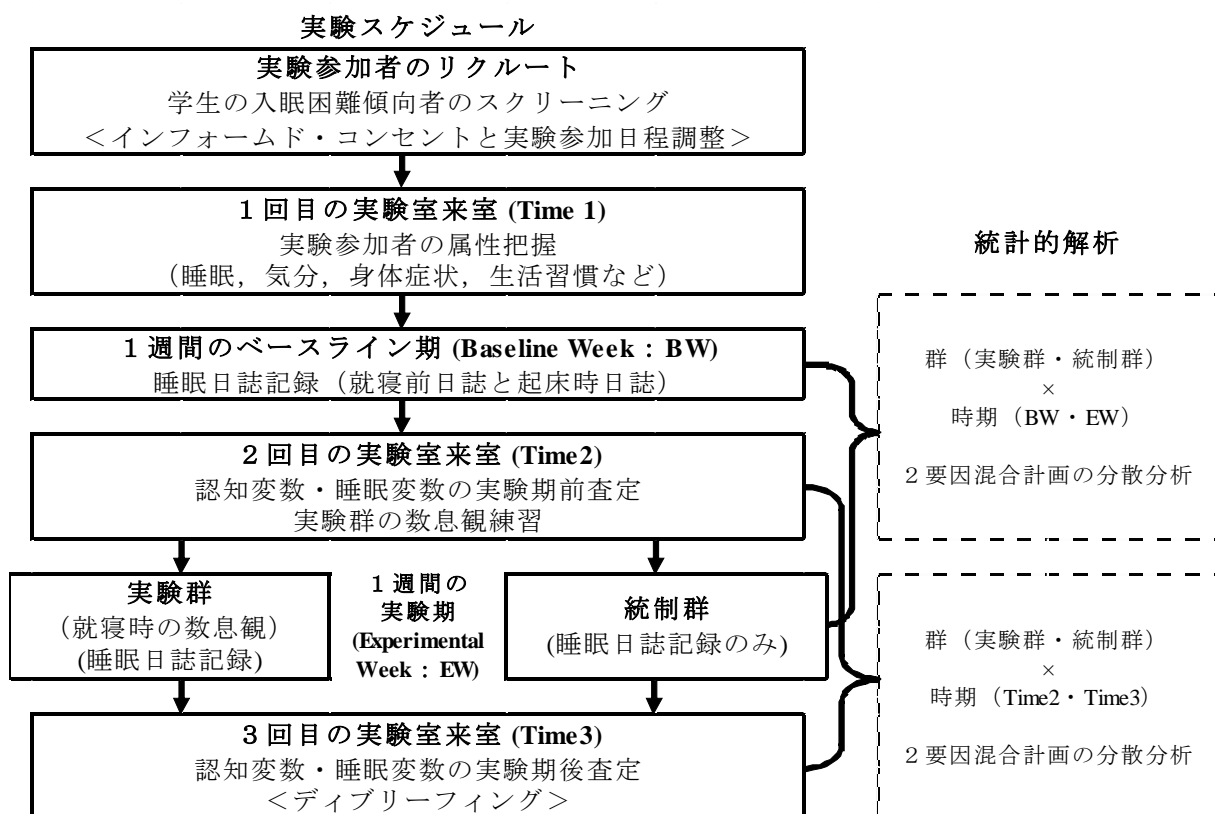 実験スケジュール
実験参加者のリクルート
学生の入眠困難傾向者のスクリーニング
＜インフォームド・コンセントと実験参加日程調整＞
１回目の実験室来室 (Time 1)
実験参加者の属性把握
（睡眠，気分，身体症状，生活習慣など）
１週間のベースライン期 (Baseline Week : BW)
睡眠日誌記録（就寝前日誌と起床時日誌）
２回目の実験室来室 (Time2)
認知変数・睡眠変数の実験期前査定
実験群の数息観練習
実験群
（就寝時の数息観）
(睡眠日誌記録)
１週間の
実験期
(Experimental
Week : EW)
統制群
(睡眠日誌記録のみ)
３回目の実験室来室 (Time3)
認知変数・睡眠変数の実験期後査定
＜ディブリーフィング＞
統計的解析
群（実験群・統制群）
×
時期（BW・EW）
２要因混合計画の分散分析
群（実験群・統制群）
×
時期（Time2・Time3）
２要因混合計画の分散分析